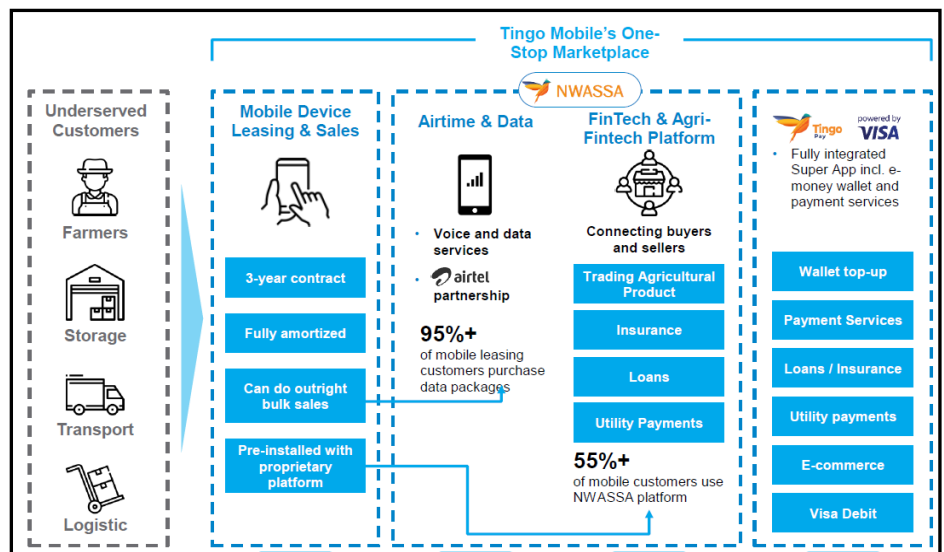 Tingo Mobile's One-
Stop Marketplace
NWASSA
Underserved
Customers
Farmers
Storage
Transport
Logistic
Mobile Device
Leasing & Sales
3-year contract
Fully amortized
Can do outright
bulk sales
Pre-installed with
proprietary
platform
Airtime & Data
• Voice and data
services
• airtel
partnership
95%+
of mobile leasing
customers purchase
data packages
FinTech & Agri-
Fintech Platform
Connecting buyers
and sellers
Trading Agricultural
Product
Insurance
Loans
Utility Payments
55%+
of mobile customers use
NWASSA platform
Tingo
Pay
powered by
VISA
• Fully integrated
Super App incl. e-
money wallet and
payment services
Wallet top-up
Payment Services
Loans / Insurance
Utility payments
E-commerce
Visa Debit